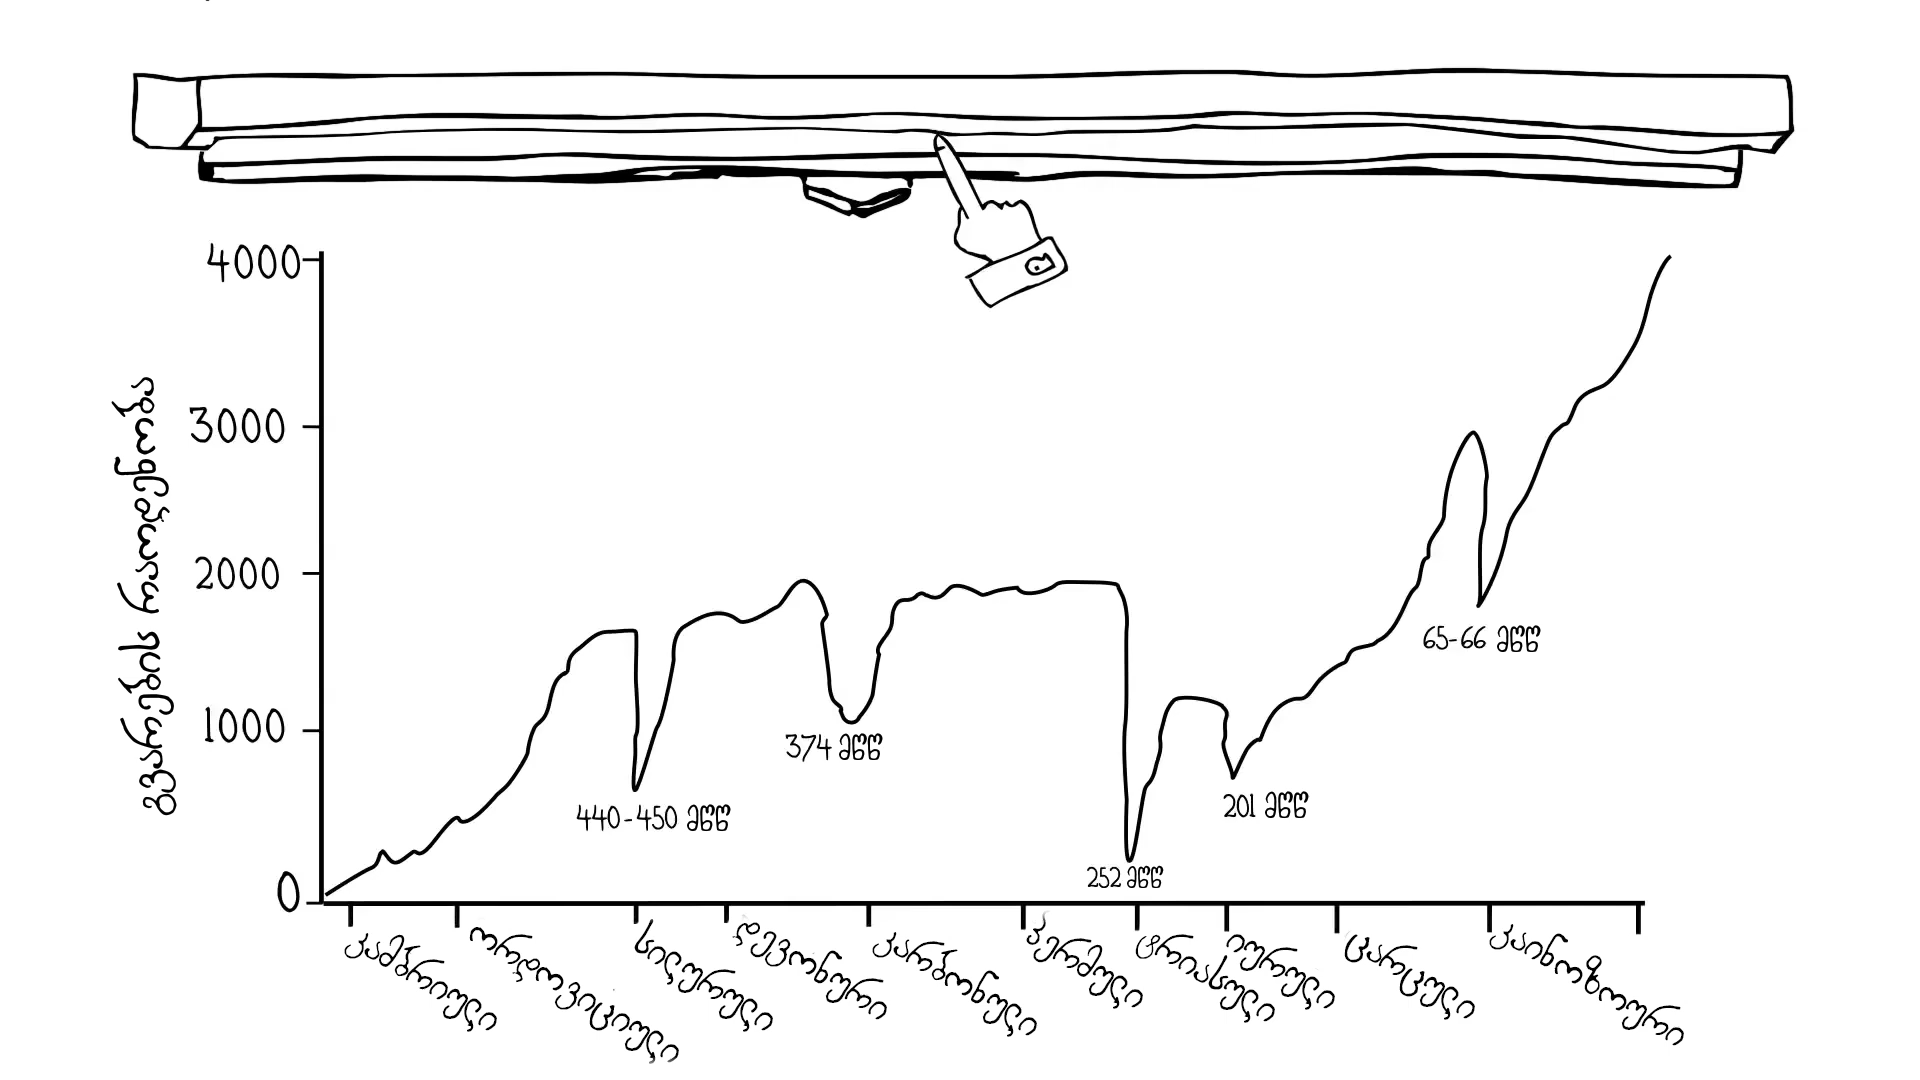 4000
3000
2000
1000
0
გვარების რაოდენობა
440-450 მწწ
374 მწწ
252 მწწ
201 მწწ
65-66 მწწ
კამბრიული
ორდოვიციული
სილურული
დევონური
კარბონული
პერმული
ტრიასული
იურული
ცარცული
კაინოზოური